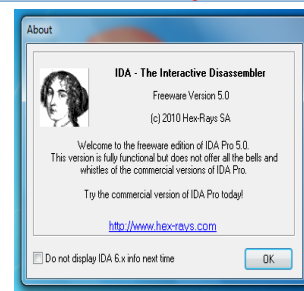 About
IDA - The Interactive Disassembler
Freeware Version 5.0
(c) 2010 Hex-Rays SA
Welcome to the freeware edition of IDA Pro 5.0.
This version is fully functional but does not offer all the bells and
whistles of the commercial versions of IDA Pro.
Try the commercial version of IDA Pro today!
http://www.hex-rays.com
Do not display IDA 6.x info next time
OK